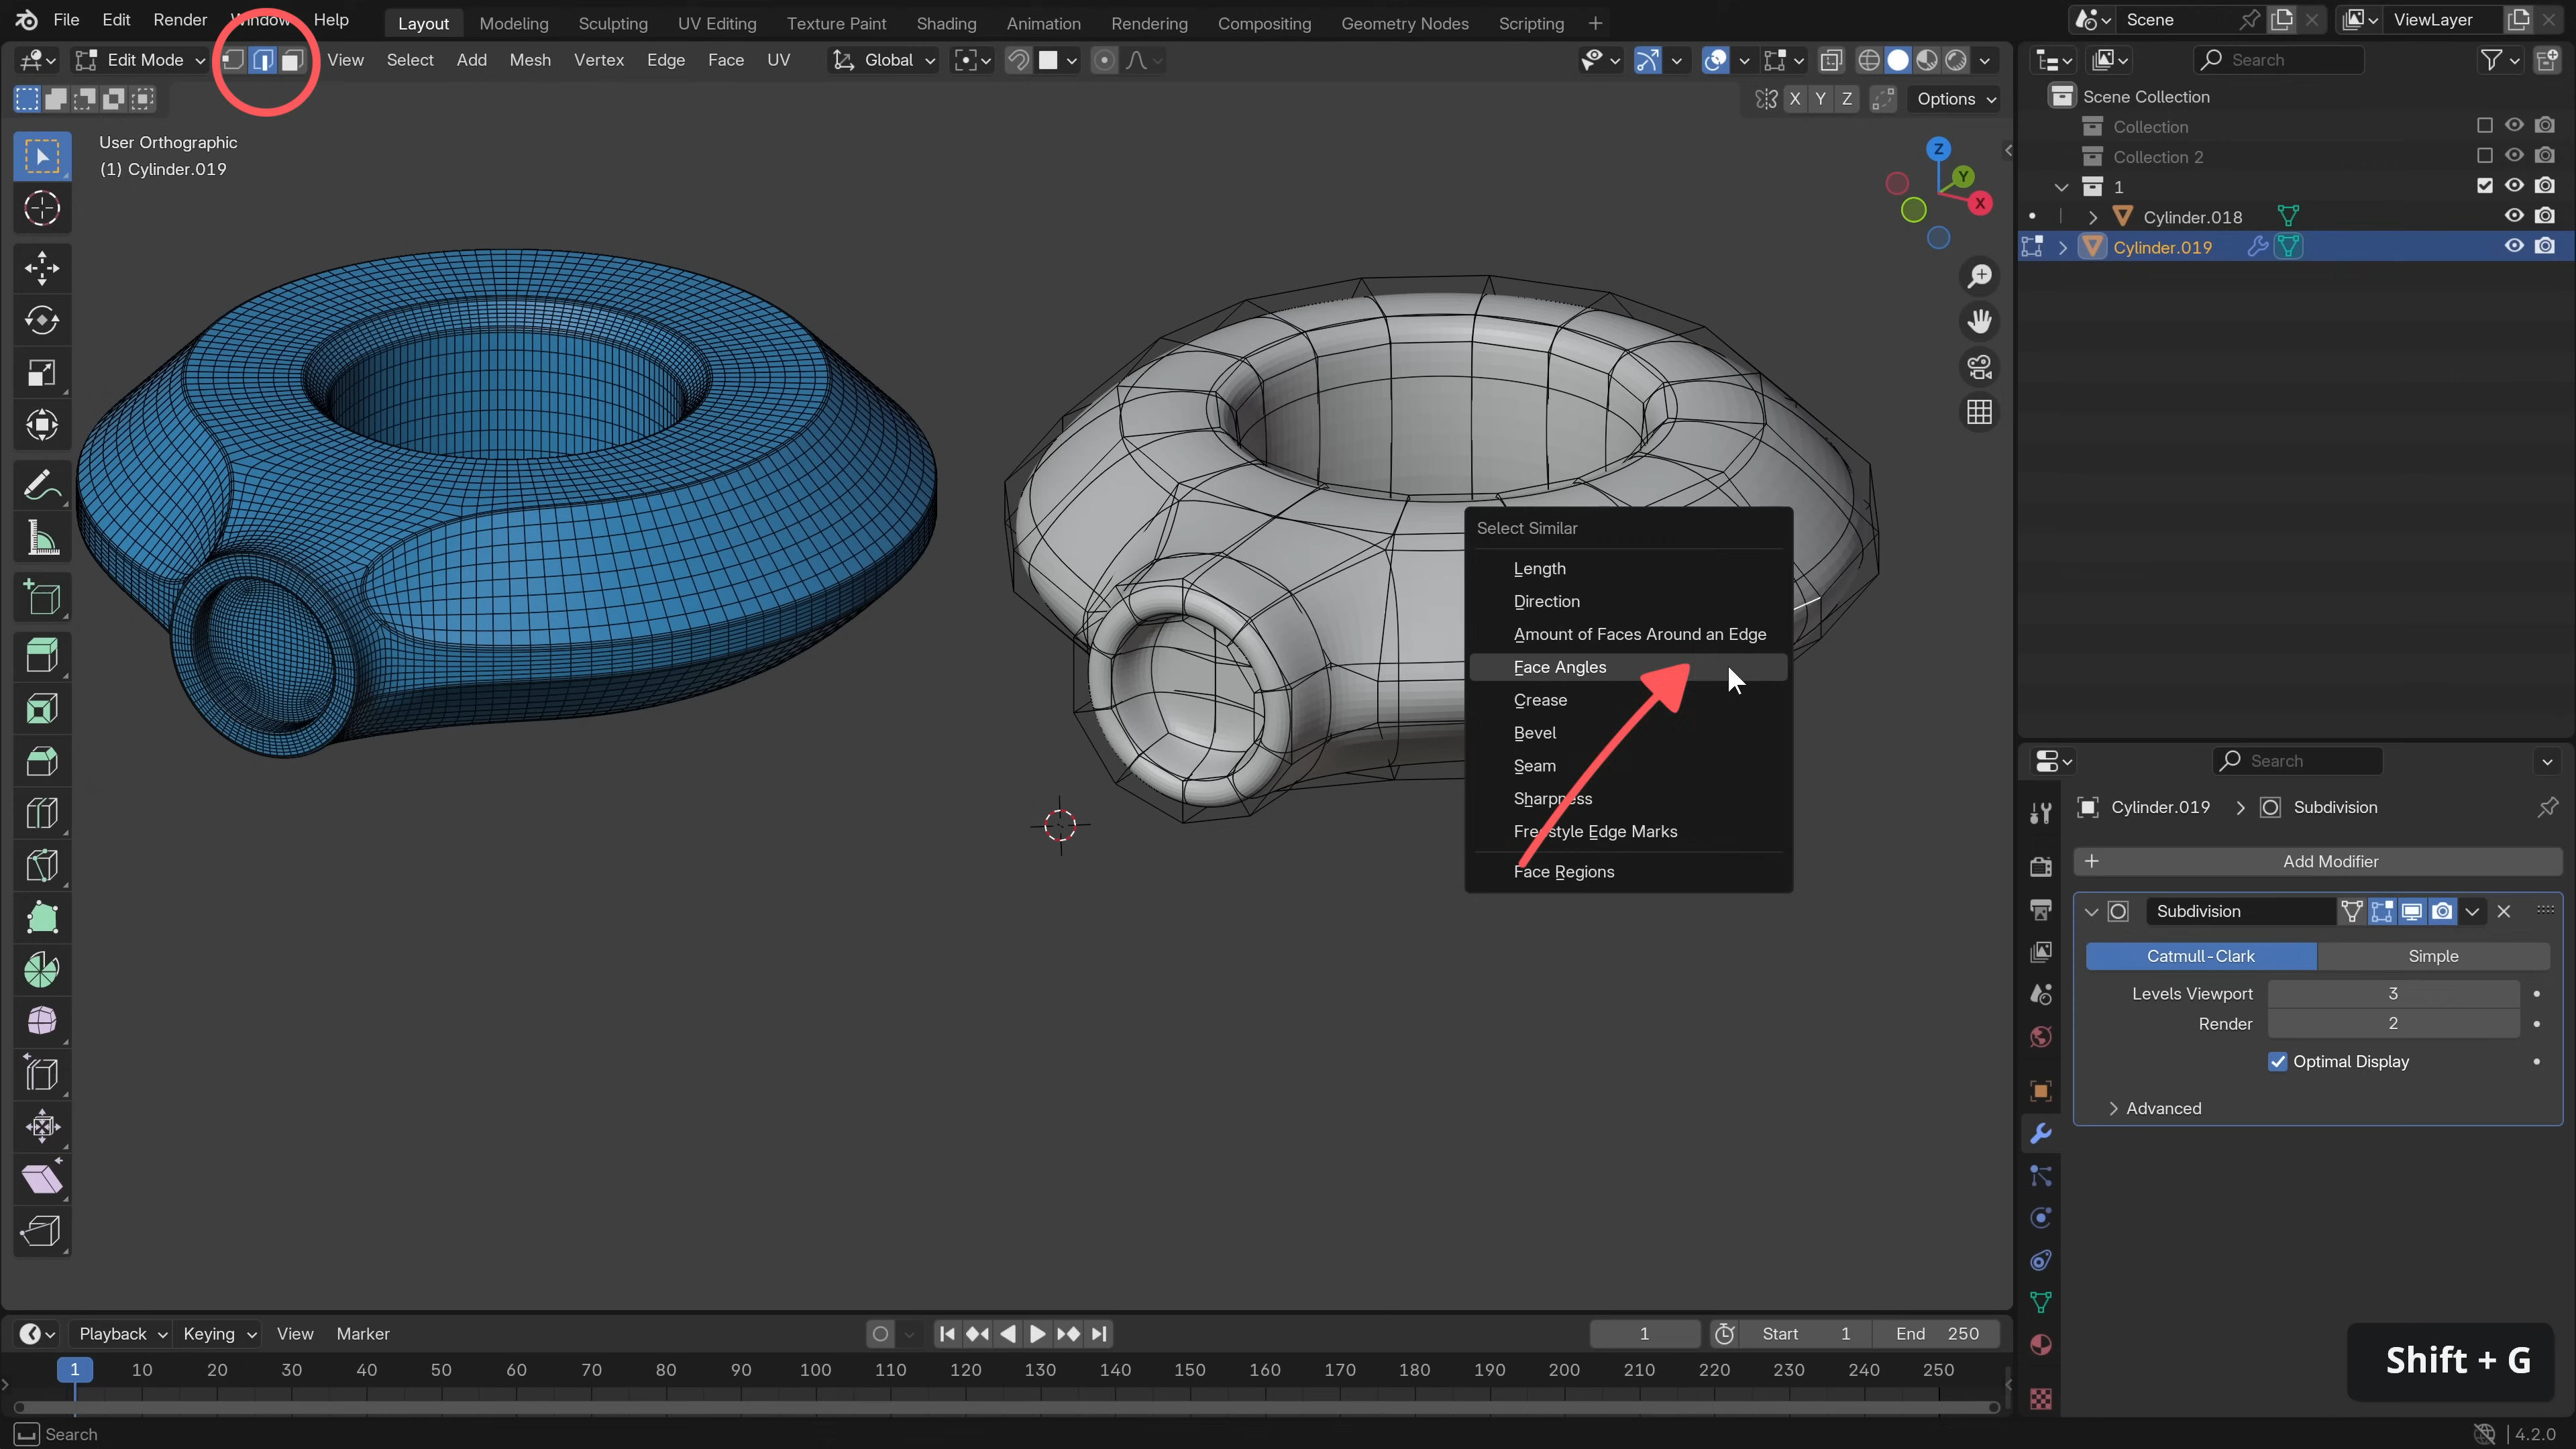 File Edit Render Window Help
Layout Modeling Sculpting UV Editing Texture Paint Shading Animation Rendering Compositing Geometry Nodes Scripting +
Scene ViewLayer
Edit Mode View Select Add Mesh Vertex Edge Face UV Global
Search
X Y Z Options
User Orthographic
(1) Cylinder.019
Z
Y
X
Scene Collection
Collection
Collection 2
1
Cylinder.018
Cylinder.019
Select Similar
Length
Direction
Amount of Faces Around an Edge
Face Angles
Crease
Bevel
Seam
Sharpness
Freestyle Edge Marks
Face Regions
Search
Cylinder.019 Subdivision
Add Modifier
Subdivision
Catmull-Clark Simple
Levels Viewport 3
Render 2
Optimal Display
Advanced
Shift + G
Playback Keying View Marker
1 Start 1 End 250
1 10 20 30 40 50 60 70 80 90 100 110 120 130 140 150 160 170 180 190 200 210 220 230 240 250
Search
4.2.0